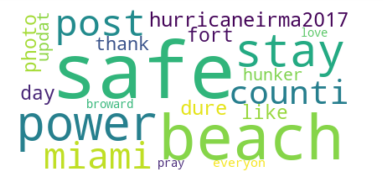 post hurricaneirma2017
photo updat thank fort love
safe stay
day broward dure hunker counti
power beach like
miami pray everyon